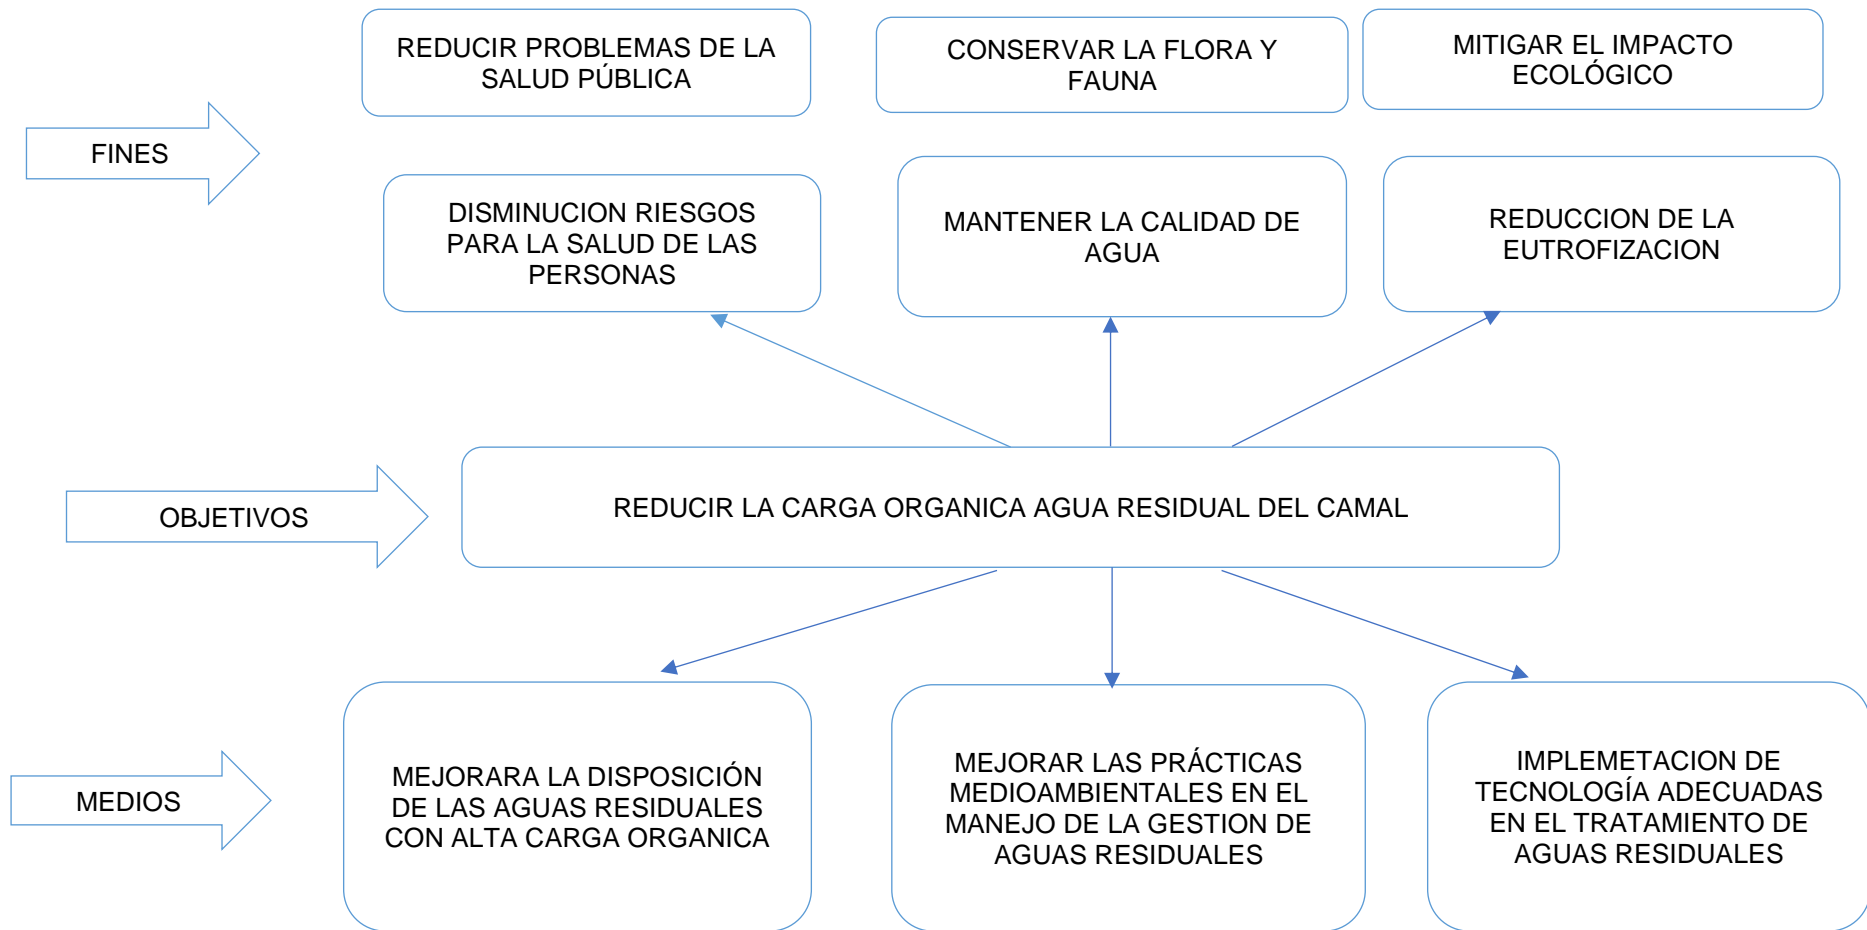 REDUCIR PROBLEMAS DE LA
SALUD PÚBLICA
CONSERVAR LA FLORA Y
FAUNA
MITIGAR EL IMPACTO
ECOLÓGICO
FINES
DISMINUCION RIESGOS
PARA LA SALUD DE LAS
PERSONAS
MANTENER LA CALIDAD DE
AGUA
REDUCCION DE LA
EUTROFIZACION
OBJETIVOS
REDUCIR LA CARGA ORGANICA AGUA RESIDUAL DEL CAMAL
MEDIOS
MEJORARA LA DISPOSICIÓN
DE LAS AGUAS RESIDUALES
CON ALTA CARGA ORGANICA
MEJORAR LAS PRÁCTICAS
MEDIOAMBIENTALES EN EL
MANEJO DE LA GESTION DE
AGUAS RESIDUALES
IMPLEMETACION DE
TECNOLOGÍA ADECUADAS
EN EL TRATAMIENTO DE
AGUAS RESIDUALES